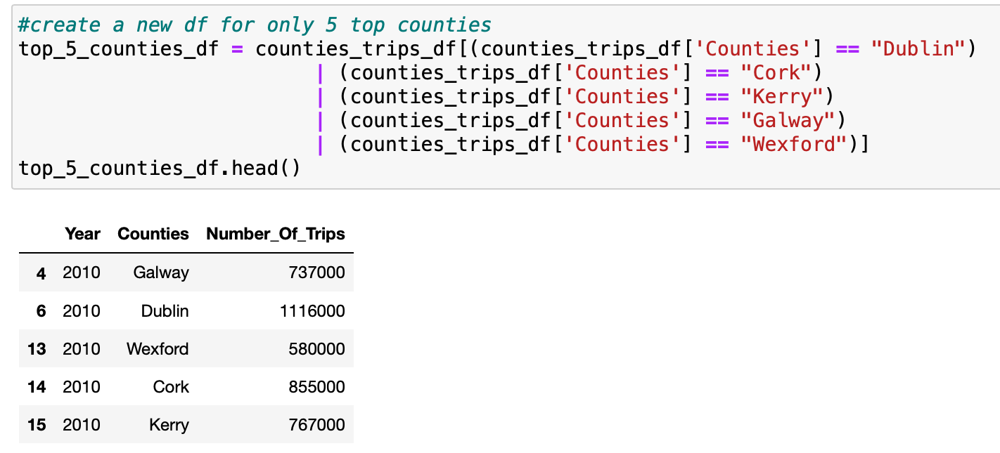 #create a new df for only 5 top counties
top_5_counties_df = counties_trips_df[(counties_trips_df['Counties'] == "Dublin")
| (counties_trips_df['Counties'] == "Cork")
| (counties_trips_df['Counties'] == "Kerry")
| (counties_trips_df['Counties'] == "Galway")
| (counties_trips_df['Counties'] == "Wexford")]
top_5_counties_df.head()
Year Counties Number_Of_Trips
4 2010 Galway 737000
6 2010 Dublin 1116000
13 2010 Wexford 580000
14 2010 Cork 855000
15 2010 Kerry 767000